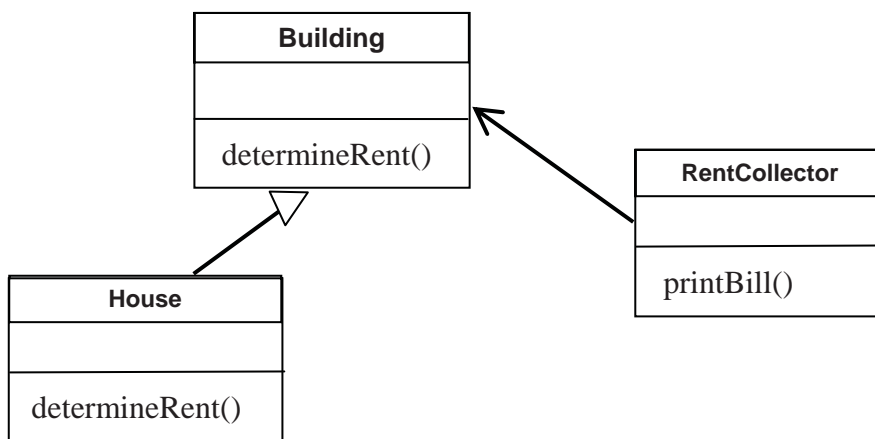 Building
determineRent()
RentCollector
printBill()
House
determineRent()